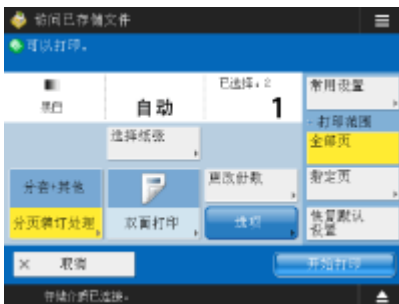 访问已存储文件
可以打印。
黑白
自动
已选择：2
1
选择纸张
常用设置
- 打印范围
全部页
分套+其他
分页装订处理
双面打印
更改份数
选项
指定页
恢复默认
设置
× 取消
开始打印
存储介质已连接。